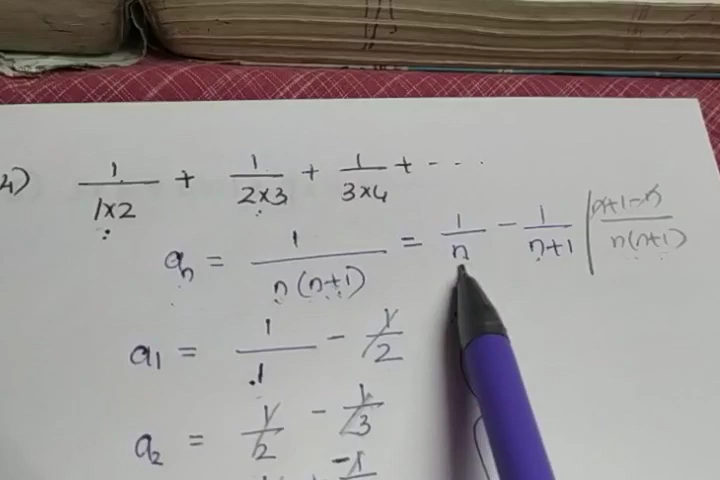 4) 1/1×2 + 1/2×3 + 1/3×4 + - - -
an = 1/n(n+1) = 1/n - 1/n+1 | n+1-n/n(n+1)
a1 = 1/1 - 1/2
a2 = 1/2 - 1/3